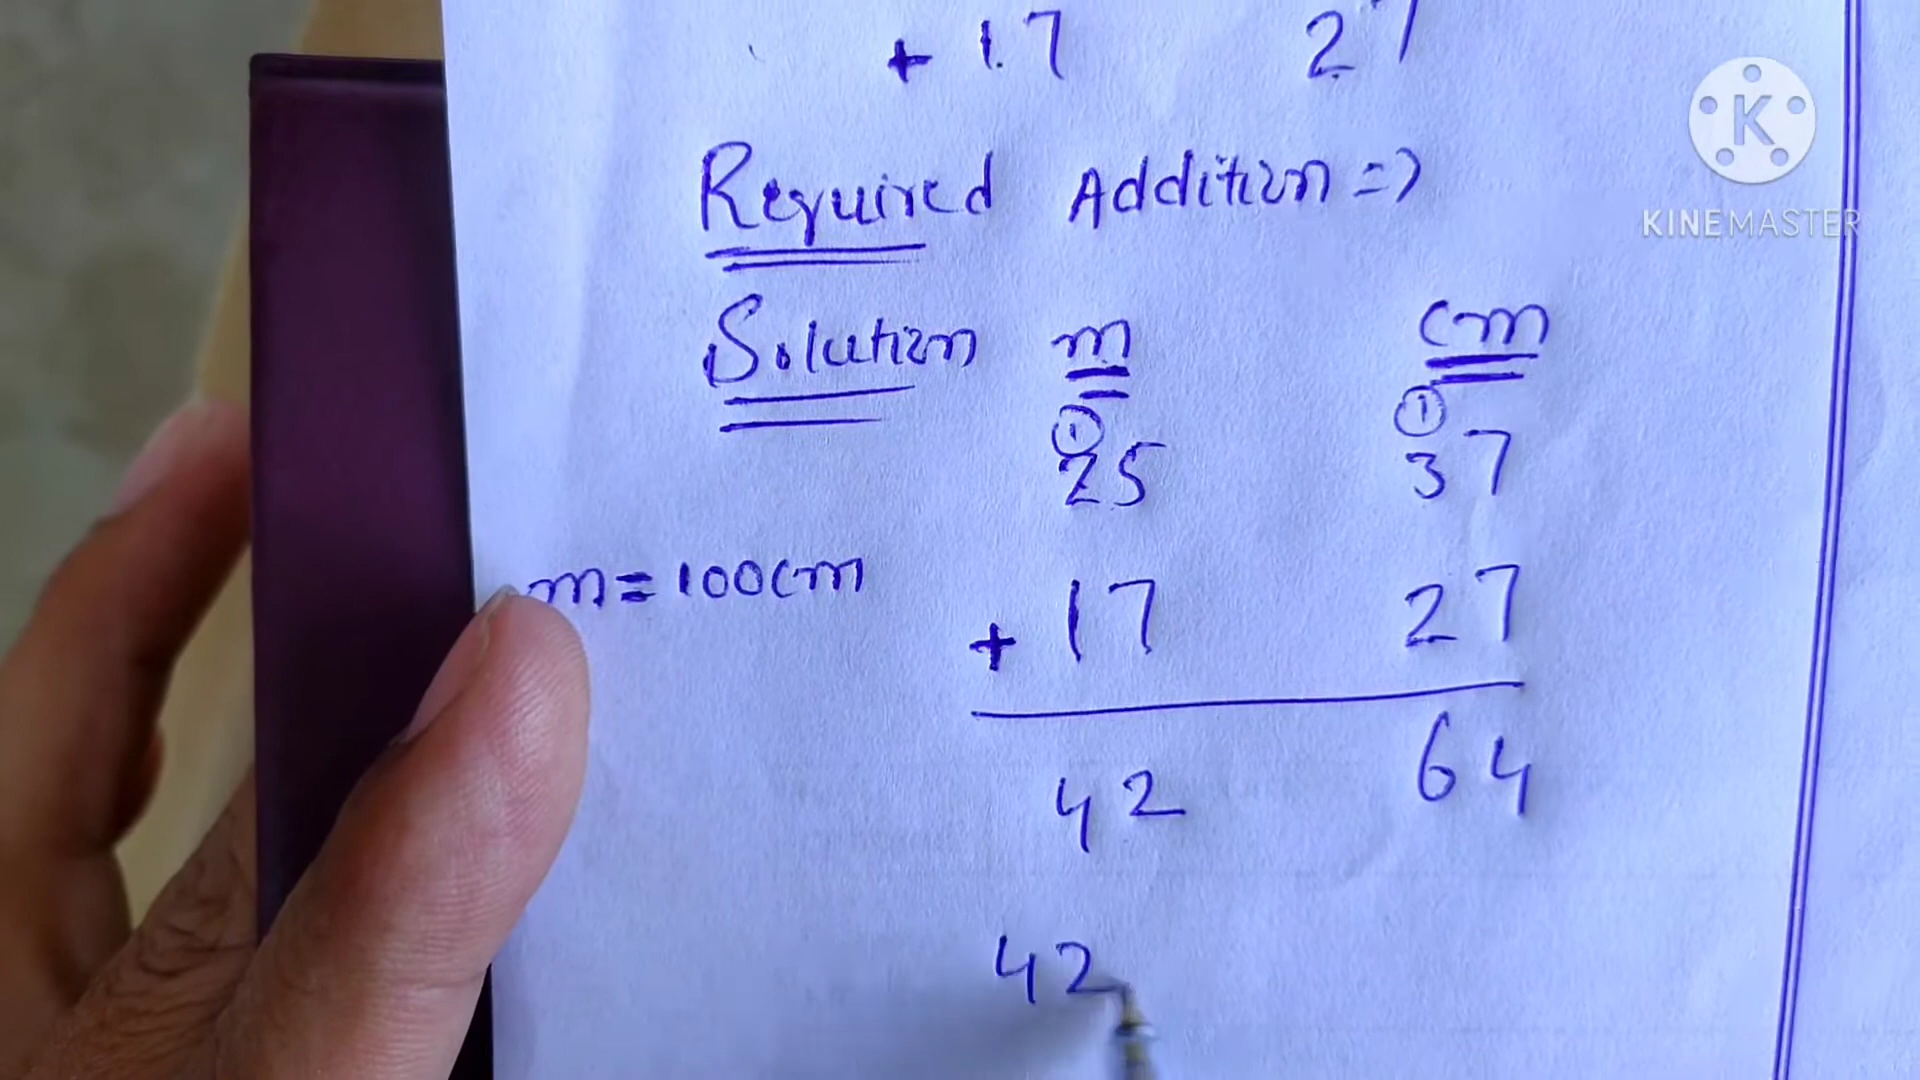 + 17 27
K
KINEMASTER
Required Addition =>
Solution m cm
1 1
25 37
m = 100cm
+ 17 27
42 64
42